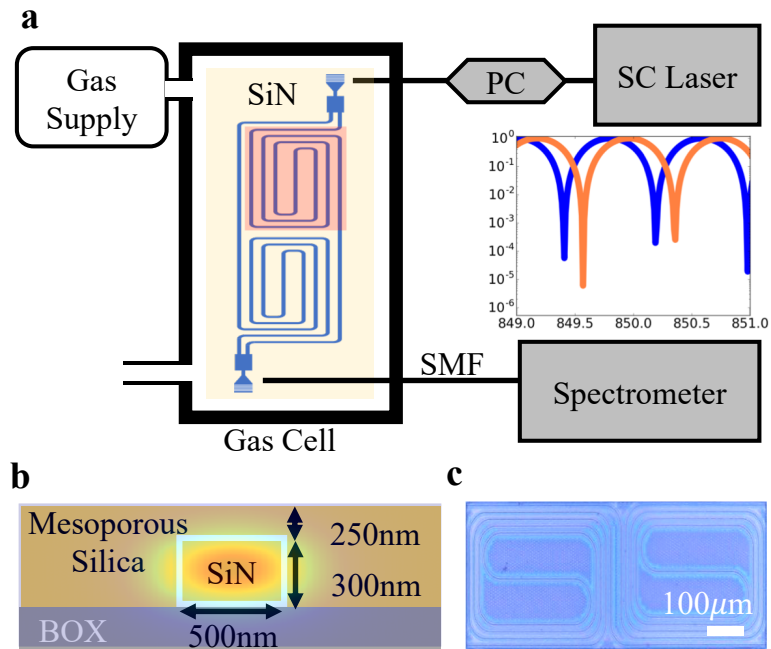 a
Gas
Supply
SiN
PC
SC Laser
10⁰
10⁻¹
10⁻²
10⁻³
10⁻⁴
10⁻⁵
10⁻⁶
849.0 849.5 850.0 850.5 851.0
SMF
Spectrometer
Gas Cell
b
Mesoporous
Silica
SiN
250nm
300nm
500nm
BOX
c
100μm